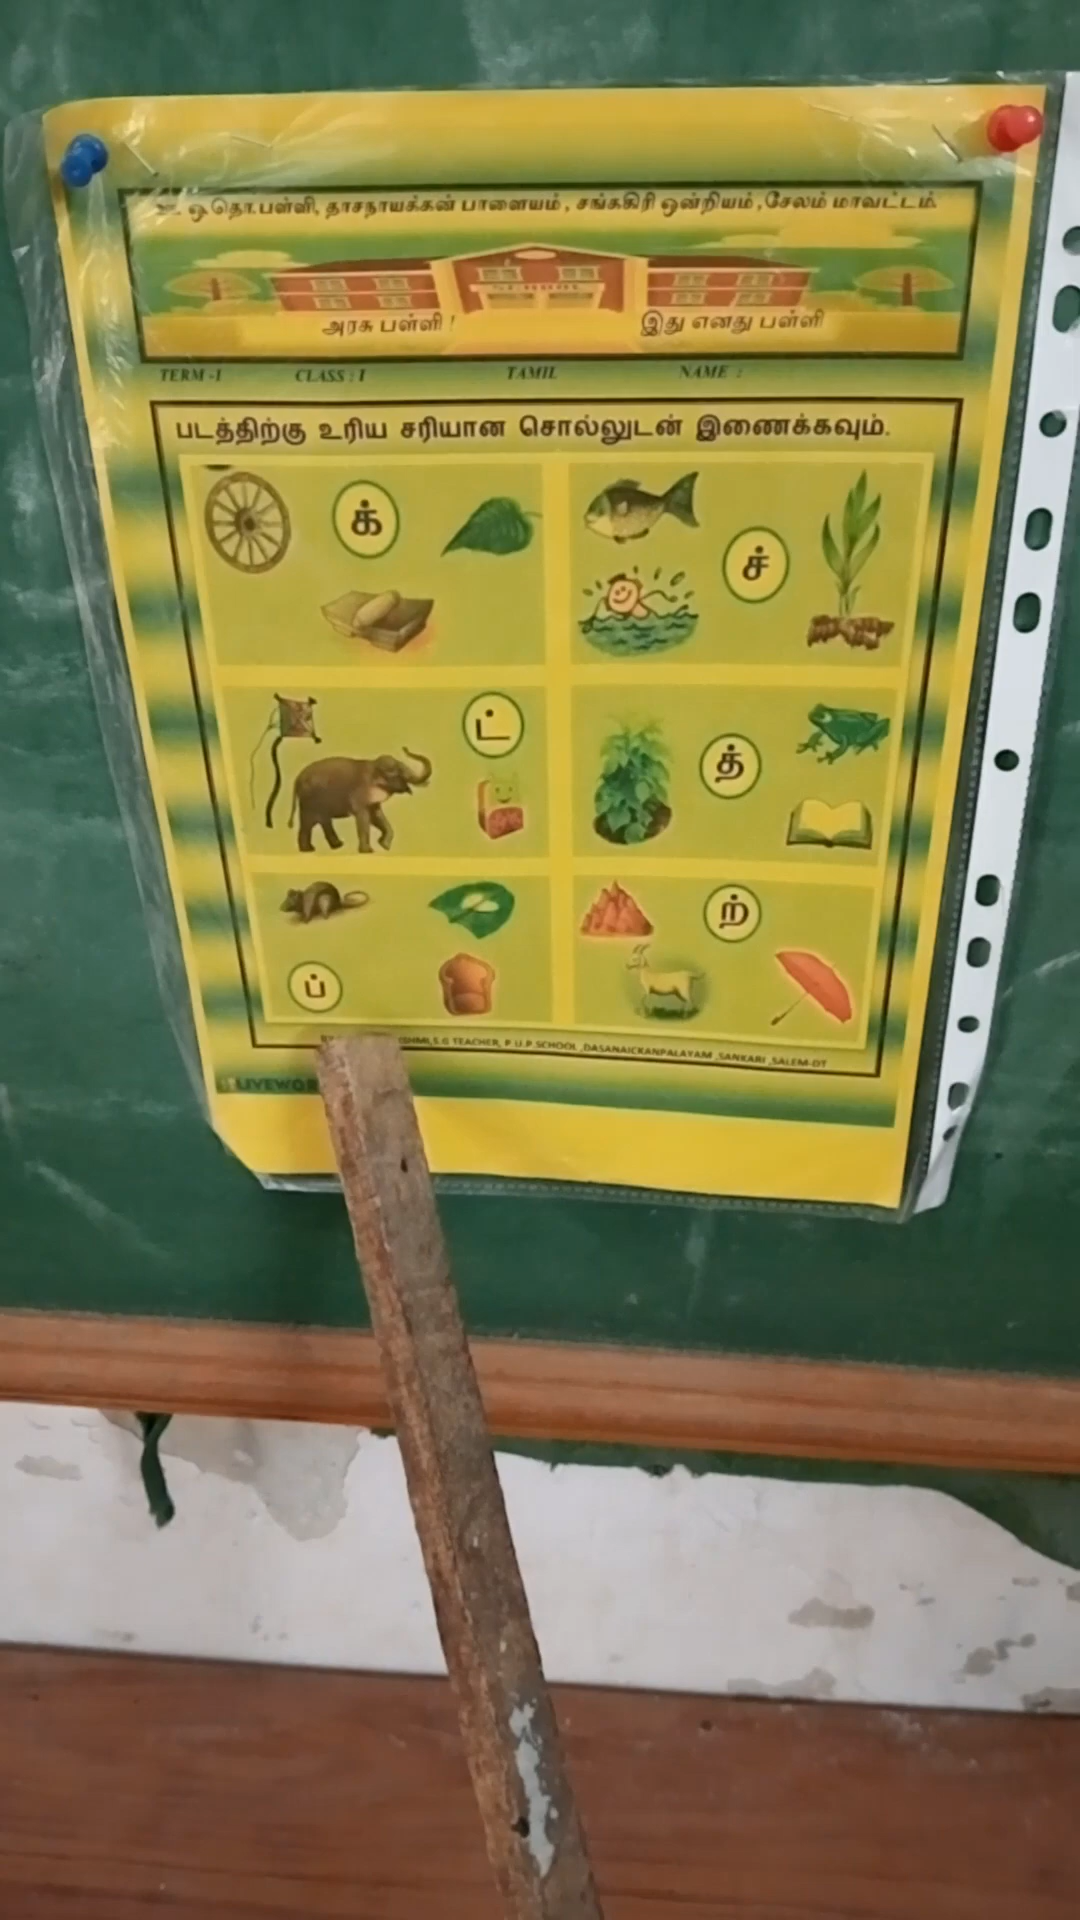 ஊ. ஒ.தொ.பள்ளி, தாசநாயக்கன் பாளையம் , சங்ககிரி ஒன்றியம் ,சேலம் மாவட்டம்.
அரசு பள்ளி ! இது எனது பள்ளி
TERM -I CLASS : I TAMIL NAME :
படத்திற்கு உரிய சரியான சொல்லுடன் இணைக்கவும்.
க்
ச்
ட்
த்
ப்
ற்
S.G TEACHER, P.U.P.SCHOOL ,DASANAICKANPALAYAM ,SANKARI ,SALEM-DT